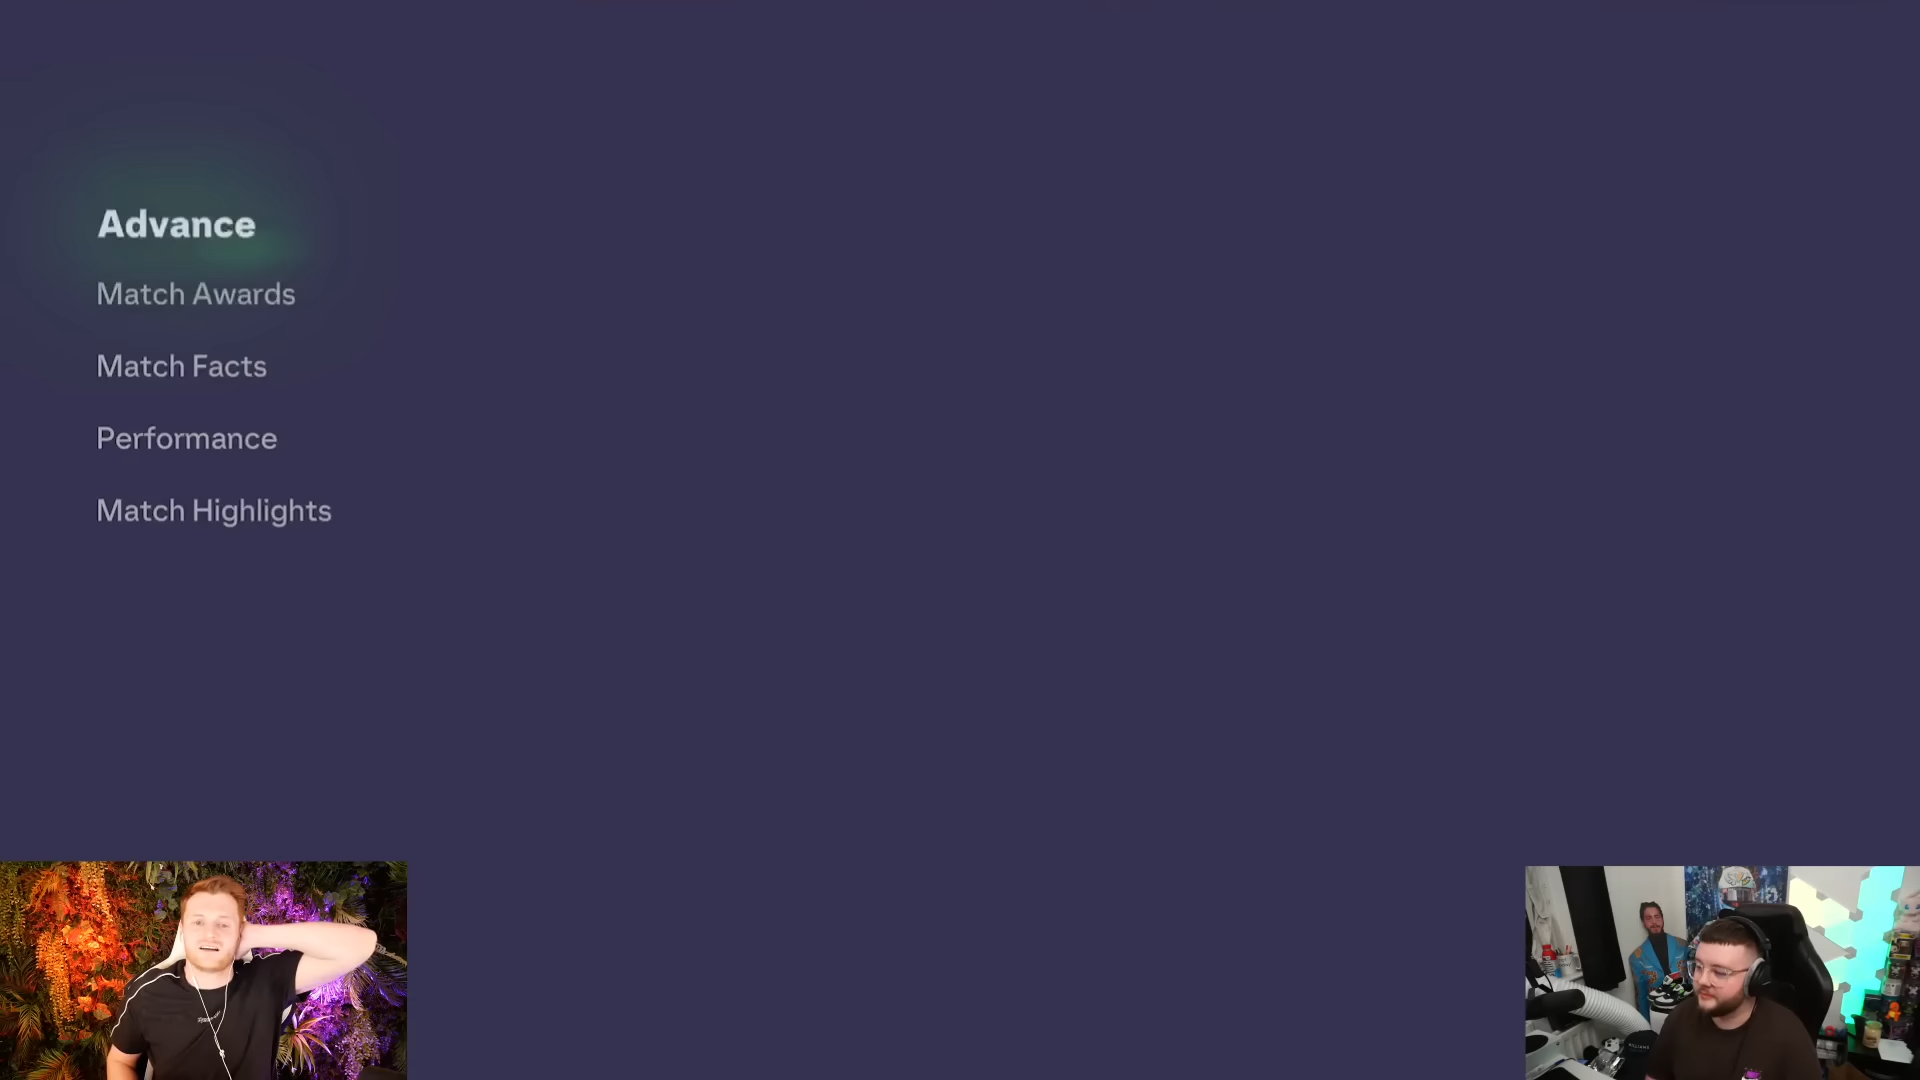 Advance
Match Awards
Match Facts
Performance
Match Highlights